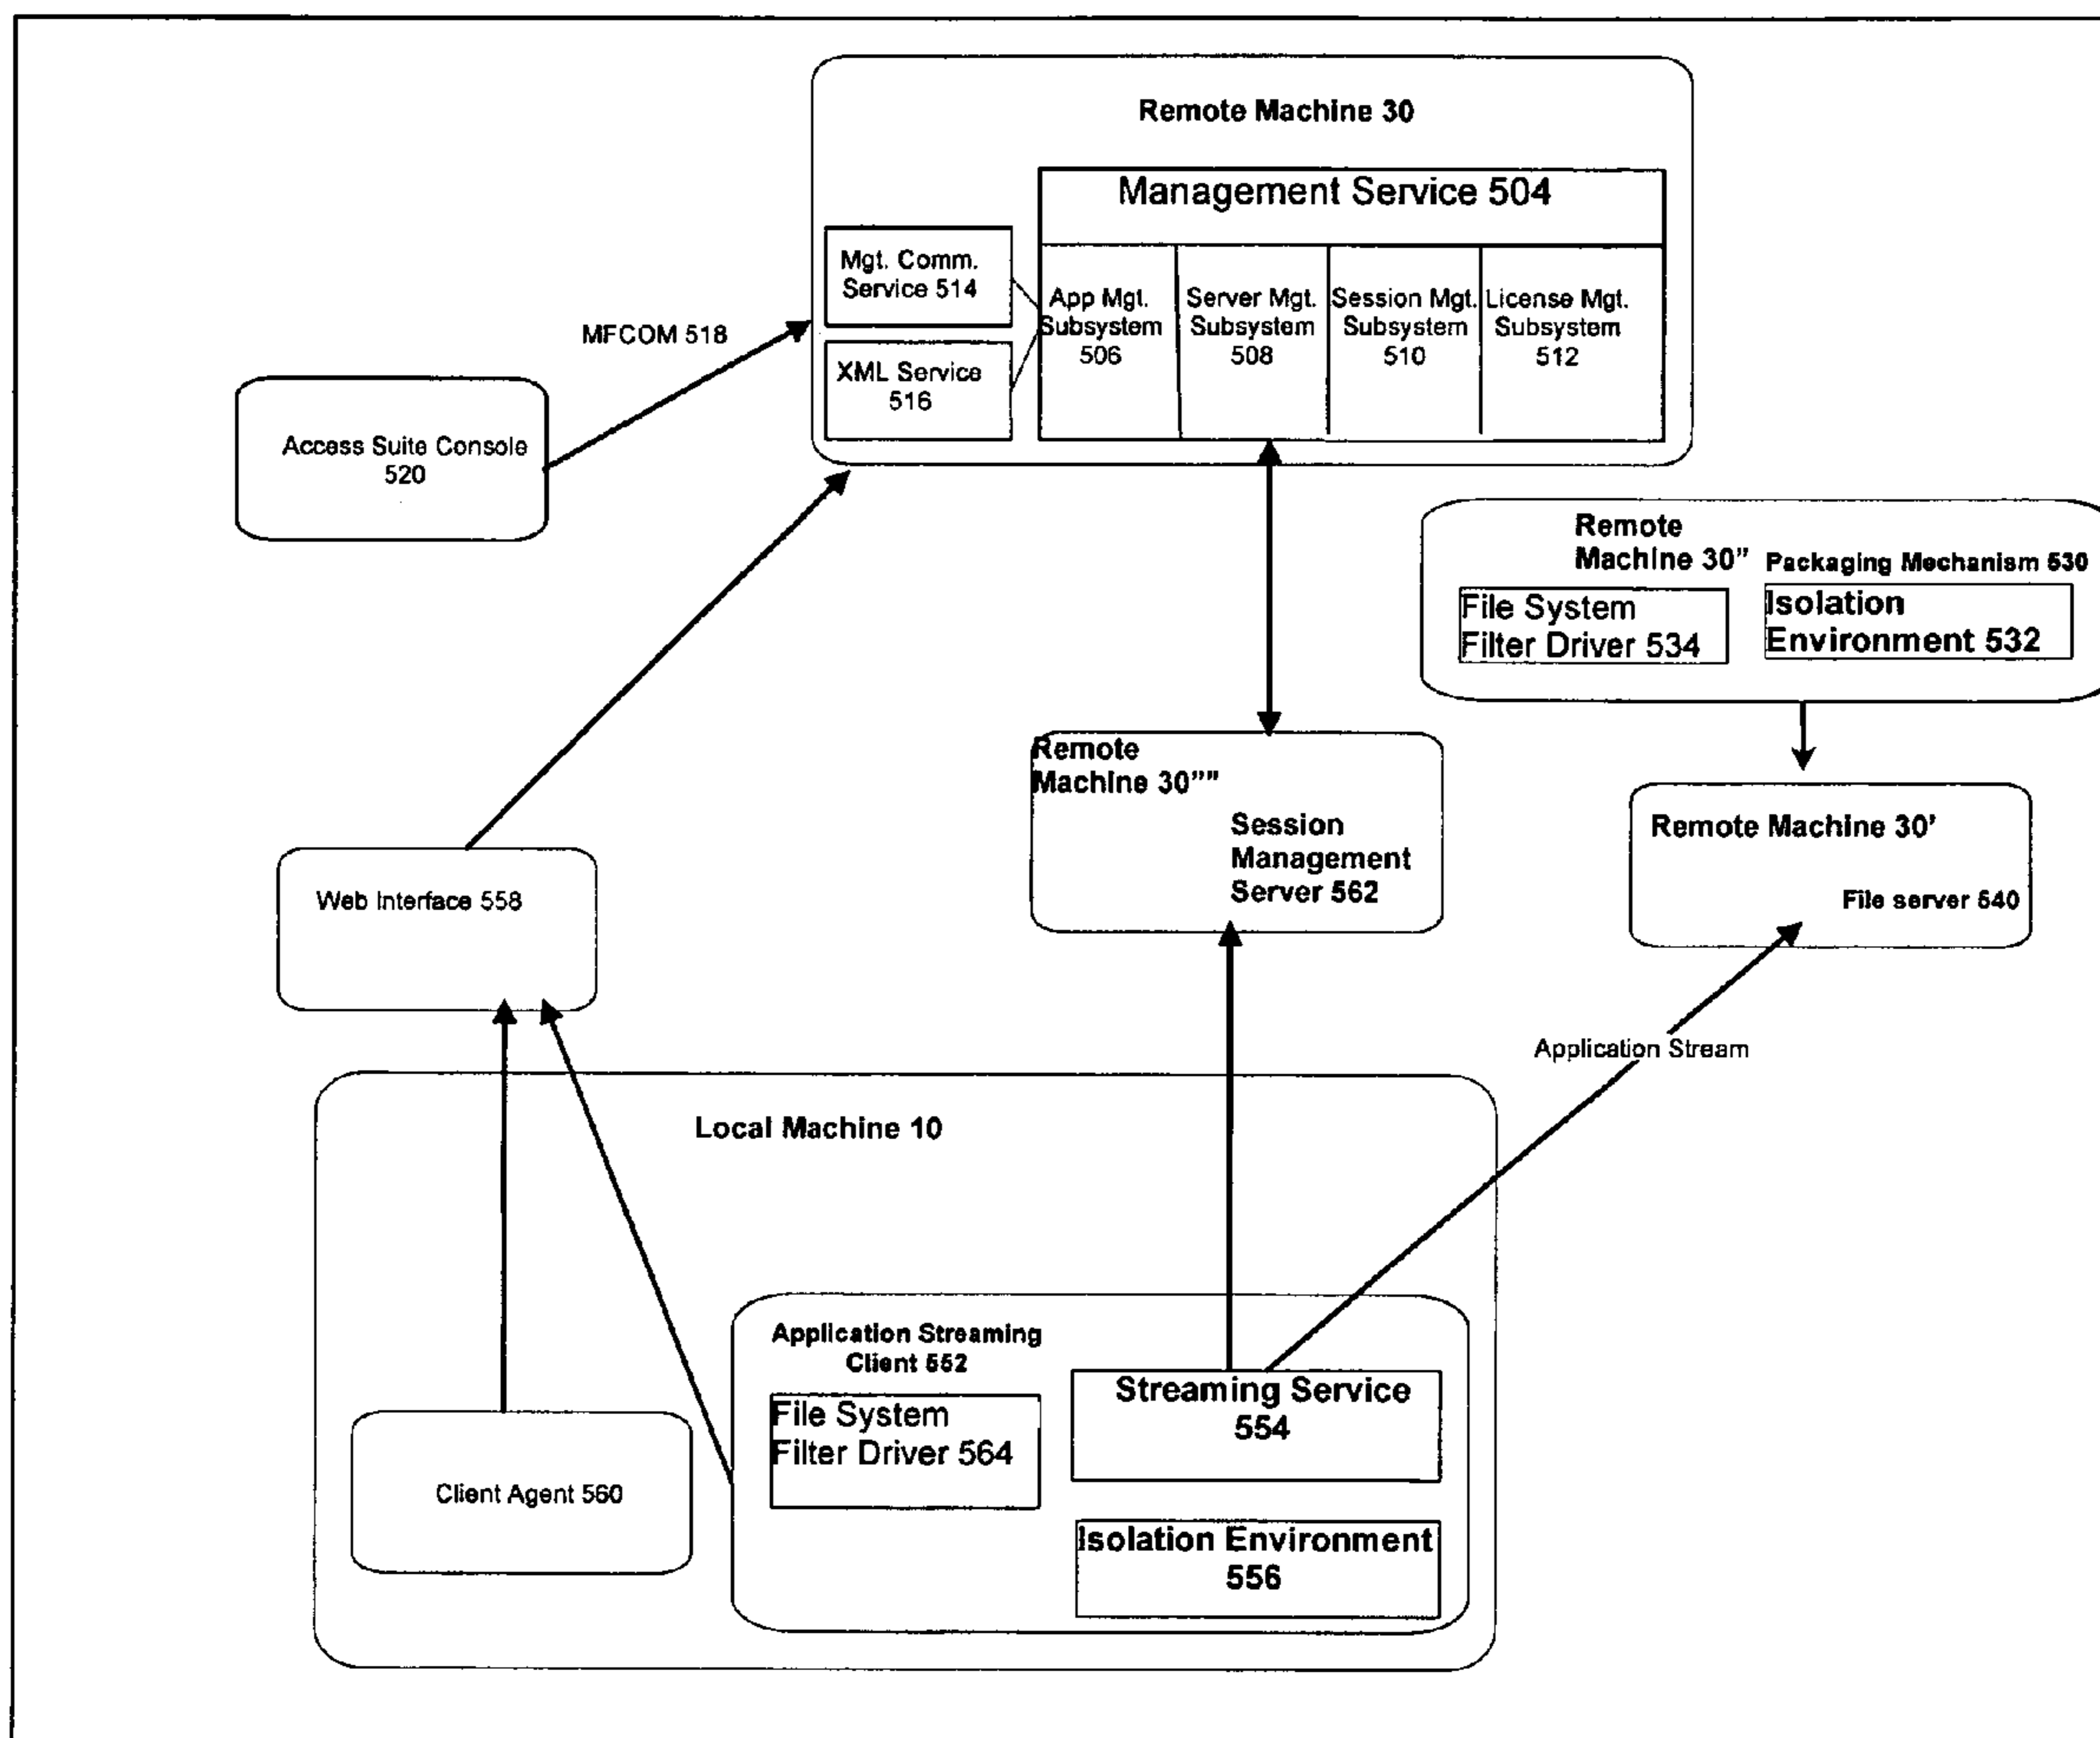 Remote Machine 30
Management Service 504
Mgt. Comm.
Service 514
XML Service
516
App Mgt.
Subsystem
506
Server Mgt.
Subsystem
508
Session Mgt.
Subsystem
510
License Mgt.
Subsystem
512
MFCOM 518
Access Suite Console
520
Remote
Machine 30”
Packaging Mechanism 530
File System
Filter Driver 534
Isolation
Environment 532
Remote
Machine 30””
Session
Management
Server 562
Remote Machine 30’
File server 540
Web Interface 558
Application Stream
Local Machine 10
Application Streaming
Client 552
File System
Filter Driver 564
Streaming Service
554
Client Agent 560
Isolation Environment
556